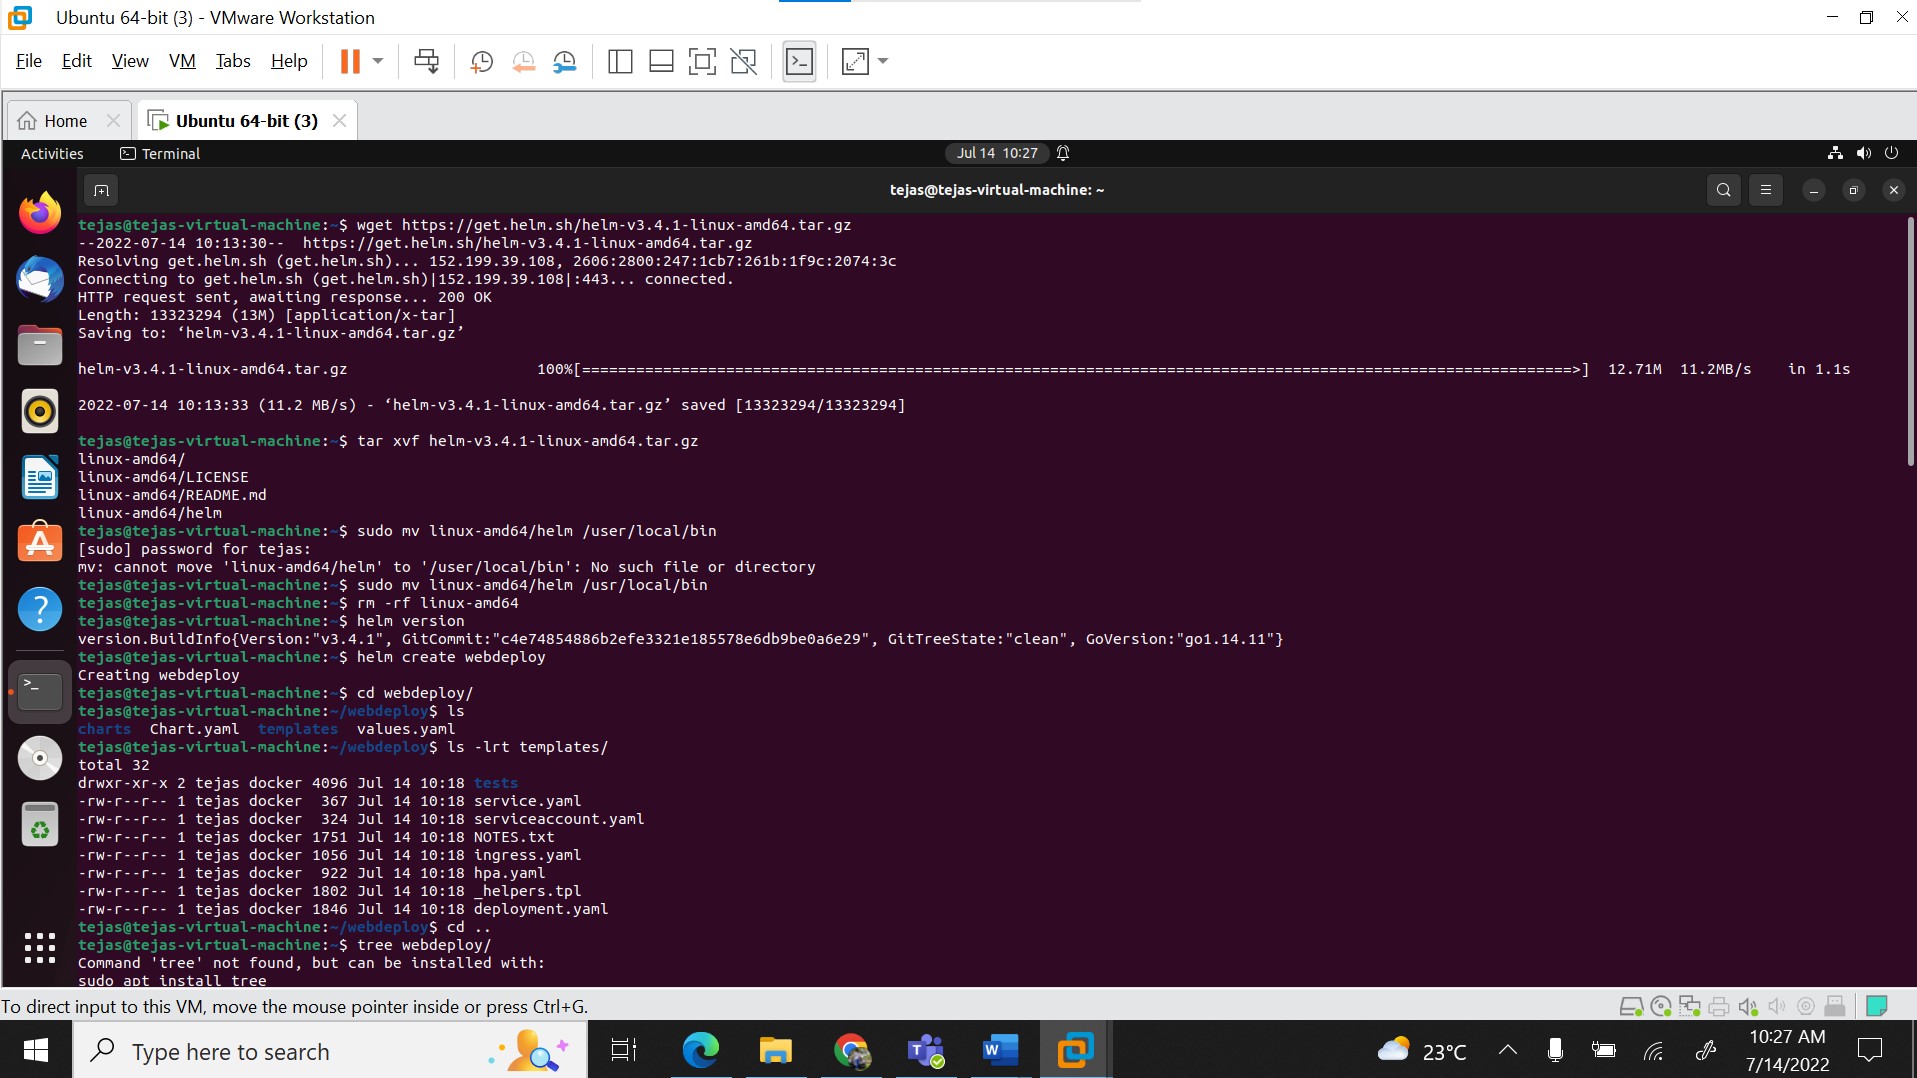 Ubuntu 64-bit (3) - VMware Workstation
File Edit View VM Tabs Help
Home
Ubuntu 64-bit (3)
Activities
Terminal
Jul 14 10:27
tejas@tejas-virtual-machine: ~
tejas@tejas-virtual-machine:~$ wget https://get.helm.sh/helm-v3.4.1-linux-amd64.tar.gz
--2022-07-14 10:13:30--  https://get.helm.sh/helm-v3.4.1-linux-amd64.tar.gz
Resolving get.helm.sh (get.helm.sh)... 152.199.39.108, 2606:2800:247:1cb7:261b:1f9c:2074:3c
Connecting to get.helm.sh (get.helm.sh)|152.199.39.108|:443... connected.
HTTP request sent, awaiting response... 200 OK
Length: 13323294 (13M) [application/x-tar]
Saving to: ‘helm-v3.4.1-linux-amd64.tar.gz’
helm-v3.4.1-linux-amd64.tar.gz 100%[==============================================================================================================>] 12.71M 11.2MB/s in 1.1s
2022-07-14 10:13:33 (11.2 MB/s) - ‘helm-v3.4.1-linux-amd64.tar.gz’ saved [13323294/13323294]
tejas@tejas-virtual-machine:~$ tar xvf helm-v3.4.1-linux-amd64.tar.gz
linux-amd64/
linux-amd64/LICENSE
linux-amd64/README.md
linux-amd64/helm
tejas@tejas-virtual-machine:~$ sudo mv linux-amd64/helm /user/local/bin
[sudo] password for tejas:
mv: cannot move 'linux-amd64/helm' to '/user/local/bin': No such file or directory
tejas@tejas-virtual-machine:~$ sudo mv linux-amd64/helm /usr/local/bin
tejas@tejas-virtual-machine:~$ rm -rf linux-amd64
tejas@tejas-virtual-machine:~$ helm version
version.BuildInfo{Version:"v3.4.1", GitCommit:"c4e74854886b2efe3321e185578e6db9be0a6e29", GitTreeState:"clean", GoVersion:"go1.14.11"}
tejas@tejas-virtual-machine:~$ helm create webdeploy
Creating webdeploy
tejas@tejas-virtual-machine:~$ cd webdeploy/
tejas@tejas-virtual-machine:~/webdeploy$ ls
charts  Chart.yaml  templates  values.yaml
tejas@tejas-virtual-machine:~/webdeploy$ ls -lrt templates/
total 32
drwxr-xr-x 2 tejas docker 4096 Jul 14 10:18 tests
-rw-r--r-- 1 tejas docker  367 Jul 14 10:18 service.yaml
-rw-r--r-- 1 tejas docker  324 Jul 14 10:18 serviceaccount.yaml
-rw-r--r-- 1 tejas docker 1751 Jul 14 10:18 NOTES.txt
-rw-r--r-- 1 tejas docker 1056 Jul 14 10:18 ingress.yaml
-rw-r--r-- 1 tejas docker  922 Jul 14 10:18 hpa.yaml
-rw-r--r-- 1 tejas docker 1802 Jul 14 10:18 _helpers.tpl
-rw-r--r-- 1 tejas docker 1846 Jul 14 10:18 deployment.yaml
tejas@tejas-virtual-machine:~/webdeploy$ cd ..
tejas@tejas-virtual-machine:~$ tree webdeploy/
Command 'tree' not found, but can be installed with:
sudo apt install tree
To direct input to this VM, move the mouse pointer inside or press Ctrl+G.
Type here to search
23°C
10:27 AM
7/14/2022